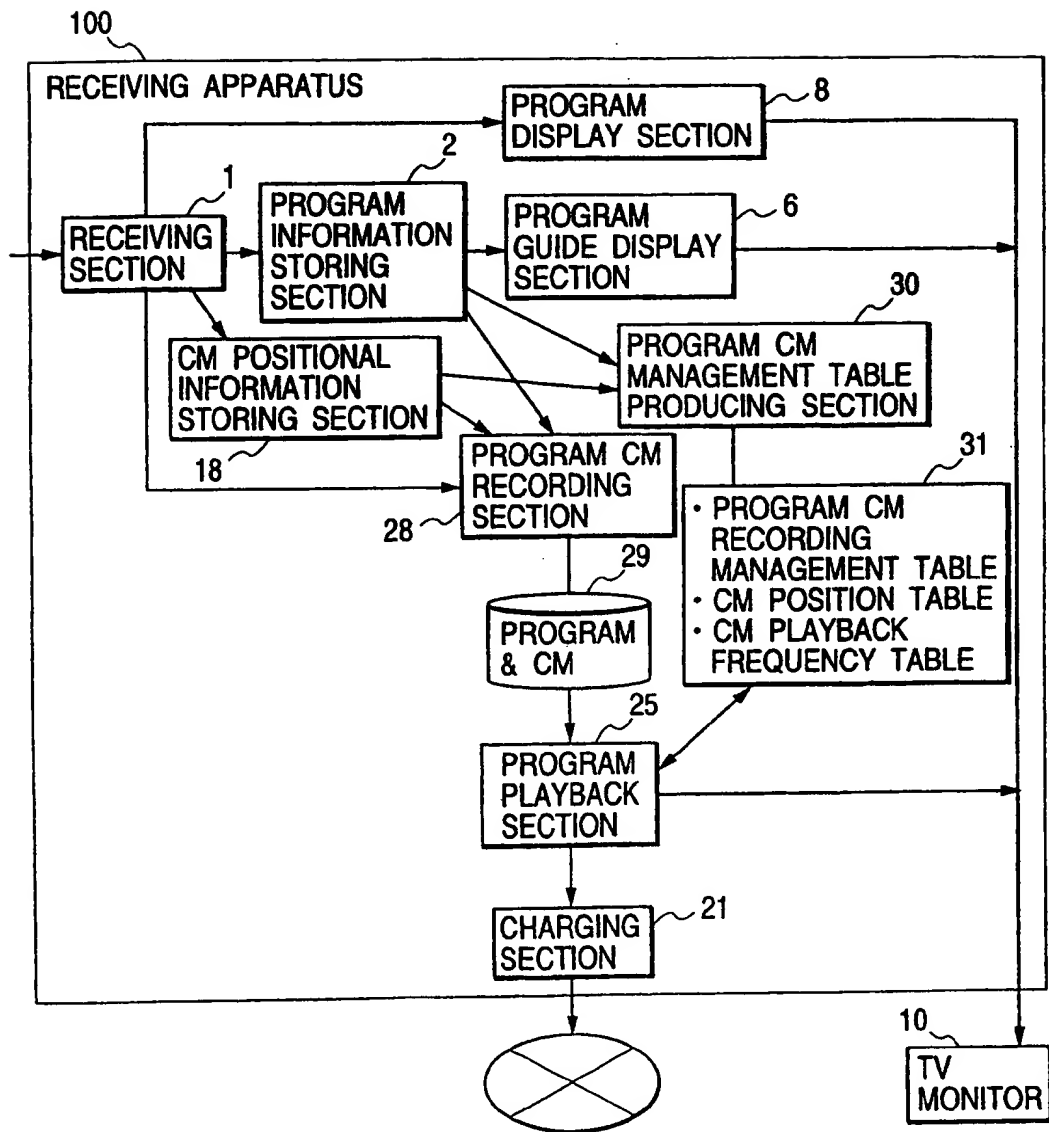 100
RECEIVING APPARATUS
8
PROGRAM
DISPLAY SECTION
2
1
PROGRAM
INFORMATION
STORING
SECTION
6
PROGRAM
GUIDE DISPLAY
SECTION
RECEIVING
SECTION
30
CM POSITIONAL
INFORMATION
STORING SECTION
PROGRAM CM
MANAGEMENT TABLE
PRODUCING SECTION
18
PROGRAM CM
RECORDING
SECTION
28
31
• PROGRAM CM
RECORDING
MANAGEMENT TABLE
• CM POSITION TABLE
• CM PLAYBACK
FREQUENCY TABLE
29
PROGRAM
& CM
25
PROGRAM
PLAYBACK
SECTION
21
CHARGING
SECTION
10
TV
MONITOR